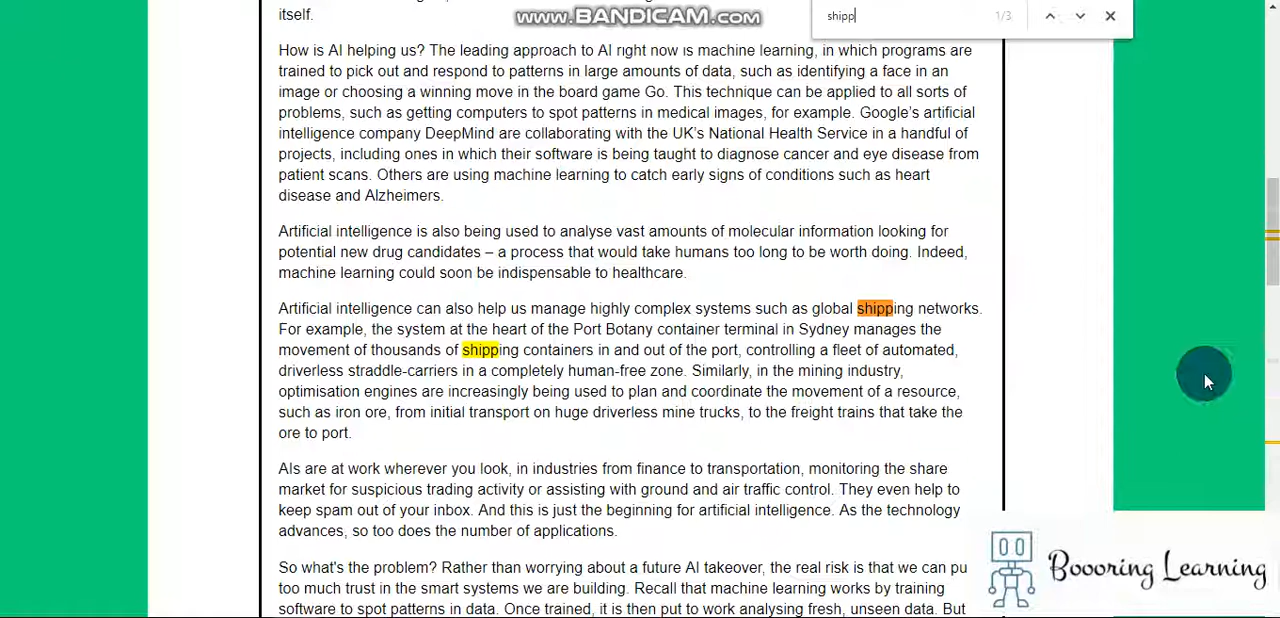 itself.
www.BANDICAM.com
shipp
1/3
How is AI helping us? The leading approach to AI right now is machine learning, in which programs are
trained to pick out and respond to patterns in large amounts of data, such as identifying a face in an
image or choosing a winning move in the board game Go. This technique can be applied to all sorts of
problems, such as getting computers to spot patterns in medical images, for example. Google's artificial
intelligence company DeepMind are collaborating with the UK's National Health Service in a handful of
projects, including ones in which their software is being taught to diagnose cancer and eye disease from
patient scans. Others are using machine learning to catch early signs of conditions such as heart
disease and Alzheimers.
Artificial intelligence is also being used to analyse vast amounts of molecular information looking for
potential new drug candidates – a process that would take humans too long to be worth doing. Indeed,
machine learning could soon be indispensable to healthcare.
Artificial intelligence can also help us manage highly complex systems such as global shipping networks.
For example, the system at the heart of the Port Botany container terminal in Sydney manages the
movement of thousands of shipping containers in and out of the port, controlling a fleet of automated,
driverless straddle-carriers in a completely human-free zone. Similarly, in the mining industry,
optimisation engines are increasingly being used to plan and coordinate the movement of a resource,
such as iron ore, from initial transport on huge driverless mine trucks, to the freight trains that take the
ore to port.
AIs are at work wherever you look, in industries from finance to transportation, monitoring the share
market for suspicious trading activity or assisting with ground and air traffic control. They even help to
keep spam out of your inbox. And this is just the beginning for artificial intelligence. As the technology
advances, so too does the number of applications.
So what's the problem? Rather than worrying about a future AI takeover, the real risk is that we can pu
too much trust in the smart systems we are building. Recall that machine learning works by training
software to spot patterns in data. Once trained, it is then put to work analysing fresh, unseen data. But
Boooring Learning